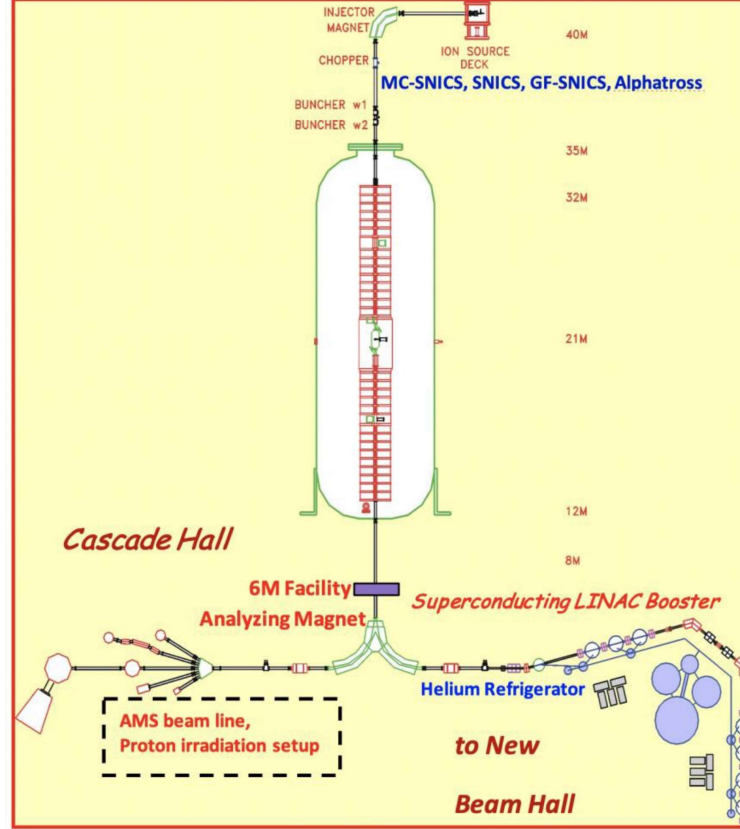 INJECTOR
MAGNET
40M
ION SOURCE
DECK
CHOPPER
MC-SNICS, SNICS, GF-SNICS, Alphatross
BUNCHER w1
BUNCHER w2
35M
32M
21M
12M
Cascade Hall
8M
6M Facility
Superconducting LINAC Booster
Analyzing Magnet
Helium Refrigerator
AMS beam line,
Proton irradiation setup
to New
Beam Hall